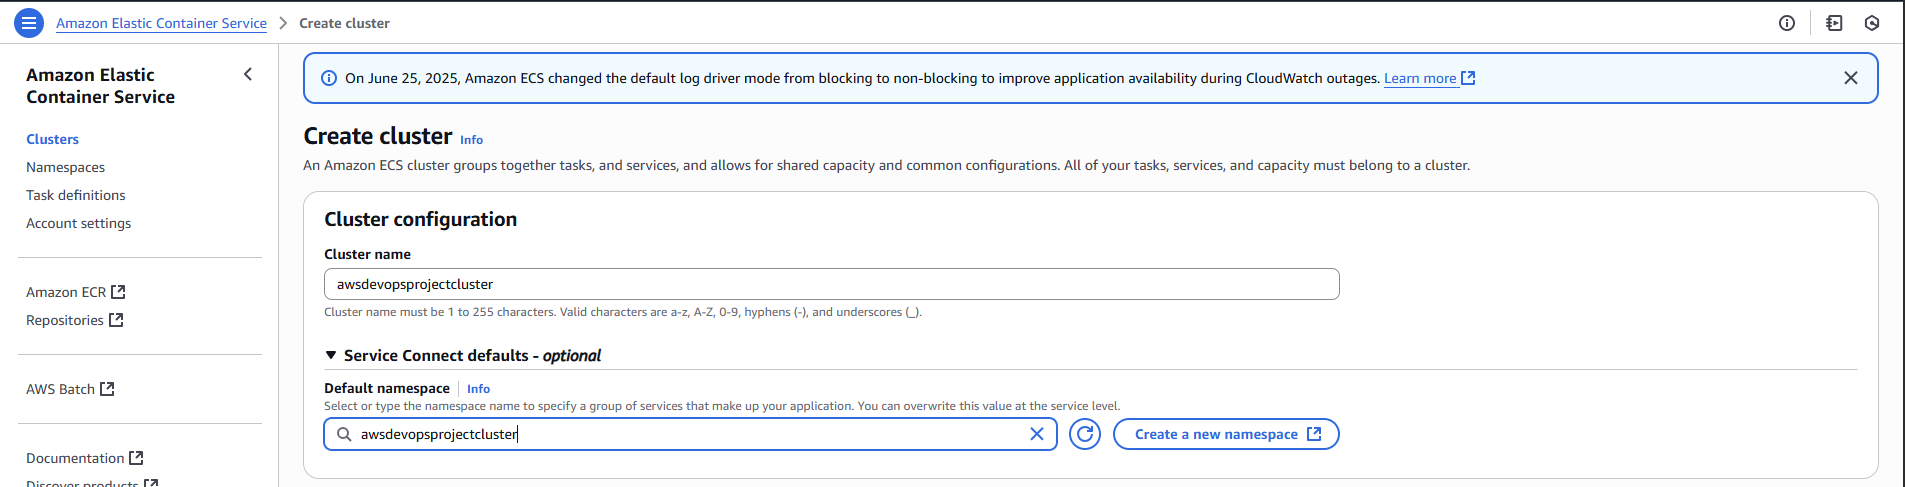 Amazon Elastic Container Service > Create cluster
Amazon Elastic
Container Service
Clusters
Namespaces
Task definitions
Account settings
Amazon ECR
Repositories
AWS Batch
Documentation
Discover products
On June 25, 2025, Amazon ECS changed the default log driver mode from blocking to non-blocking to improve application availability during CloudWatch outages. Learn more
Create cluster Info
An Amazon ECS cluster groups together tasks, and services, and allows for shared capacity and common configurations. All of your tasks, services, and capacity must belong to a cluster.
Cluster configuration
Cluster name
awsdevopsprojectcluster
Cluster name must be 1 to 255 characters. Valid characters are a-z, A-Z, 0-9, hyphens (-), and underscores (_).
Service Connect defaults - optional
Default namespace Info
Select or type the namespace name to specify a group of services that make up your application. You can overwrite this value at the service level.
awsdevopsprojectcluster
Create a new namespace